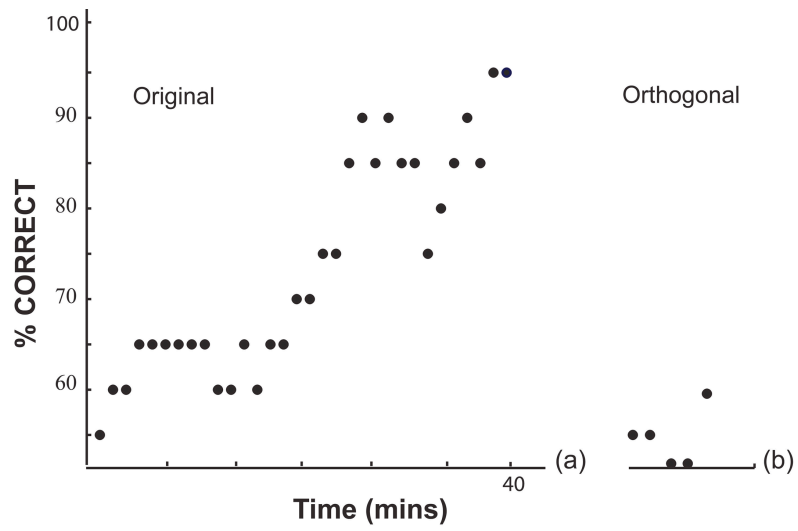 100
Original
Orthogonal
90
% CORRECT
80
70
60
(a)
(b)
40
Time (mins)